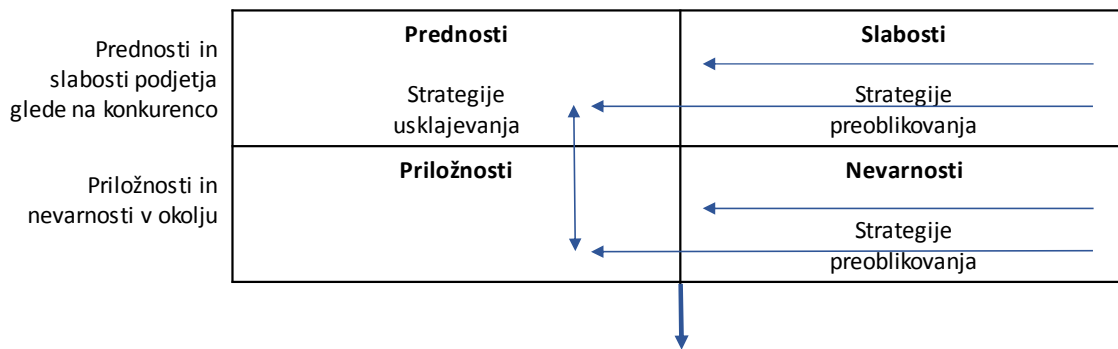 Prednosti in
slabosti podjetja
glede na konkurenco
Prednosti
Slabosti
Strategije
usklajevanja
Strategije
preoblikovanja
Priložnosti in
nevarnosti v okolju
Priložnosti
Nevarnosti
Strategije
preoblikovanja